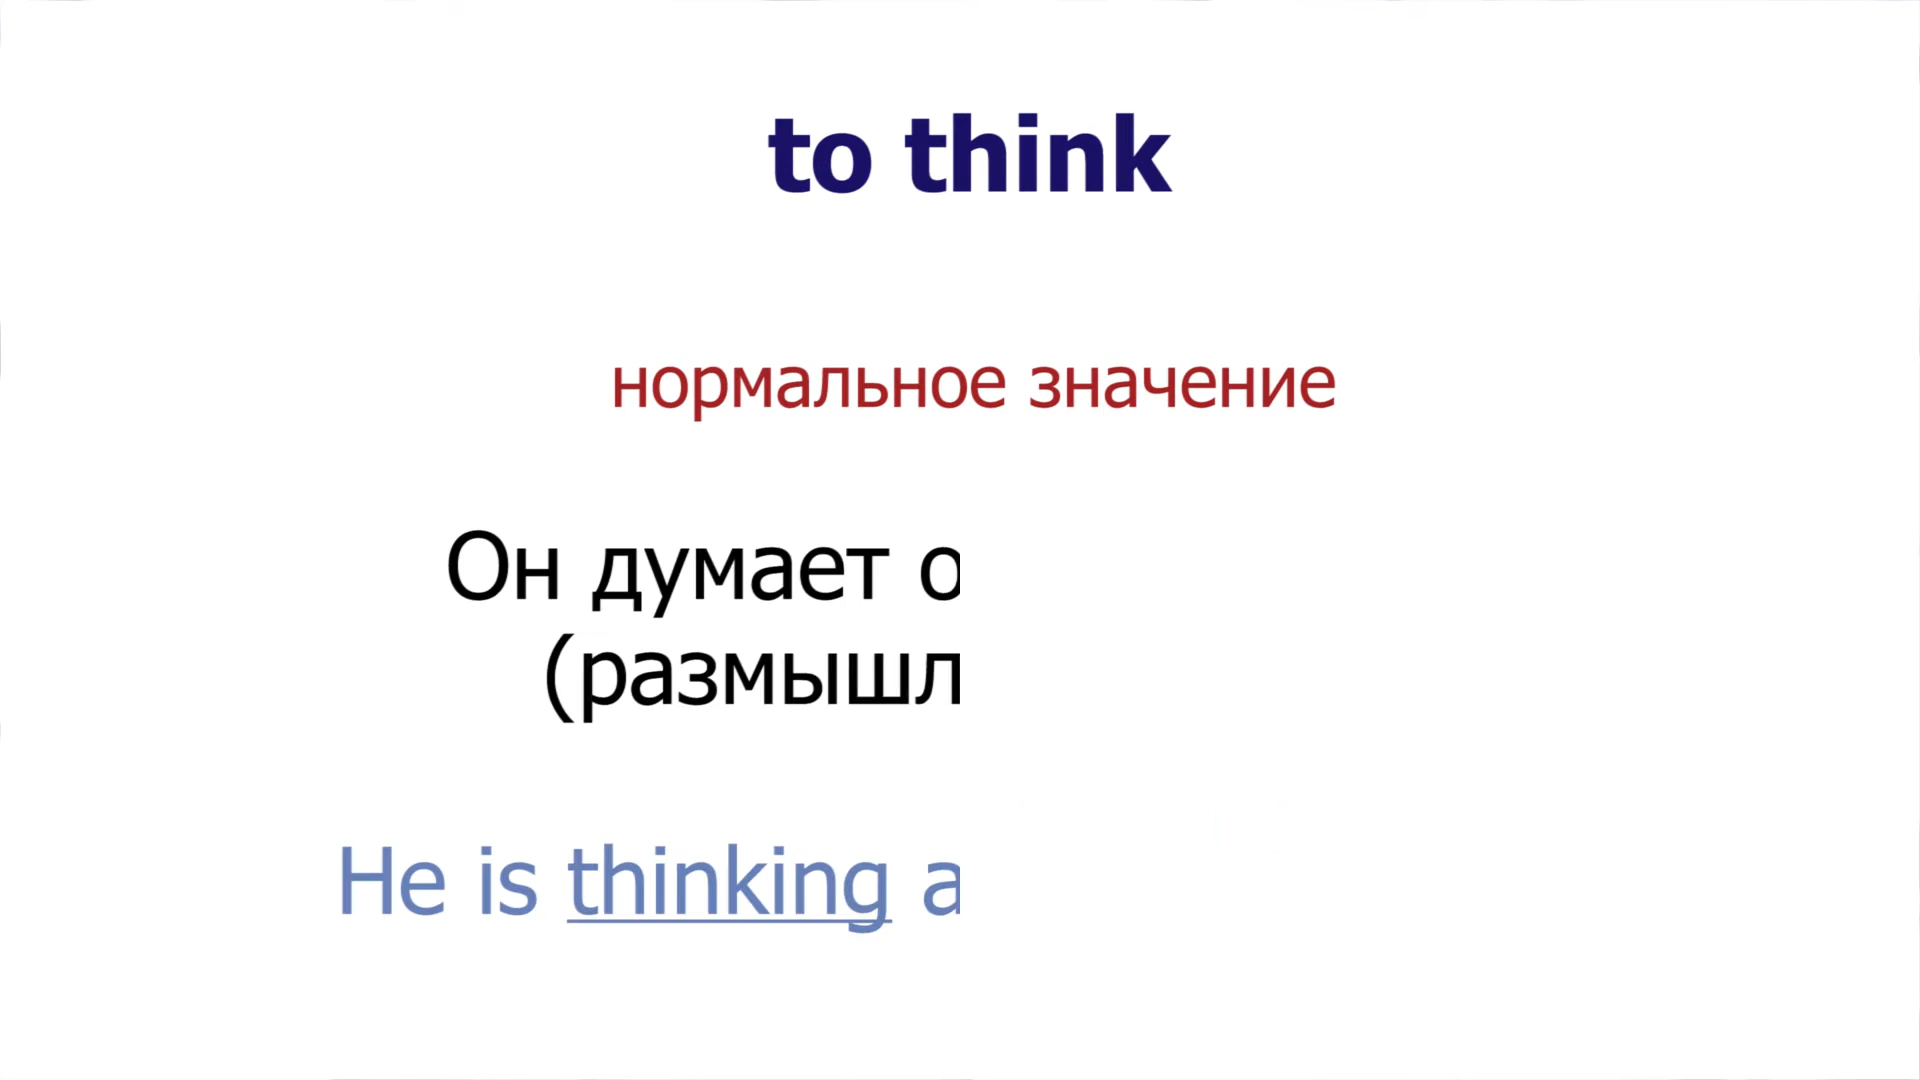 to think
нормальное значение
Он думает о
(размышл
He is thinking a